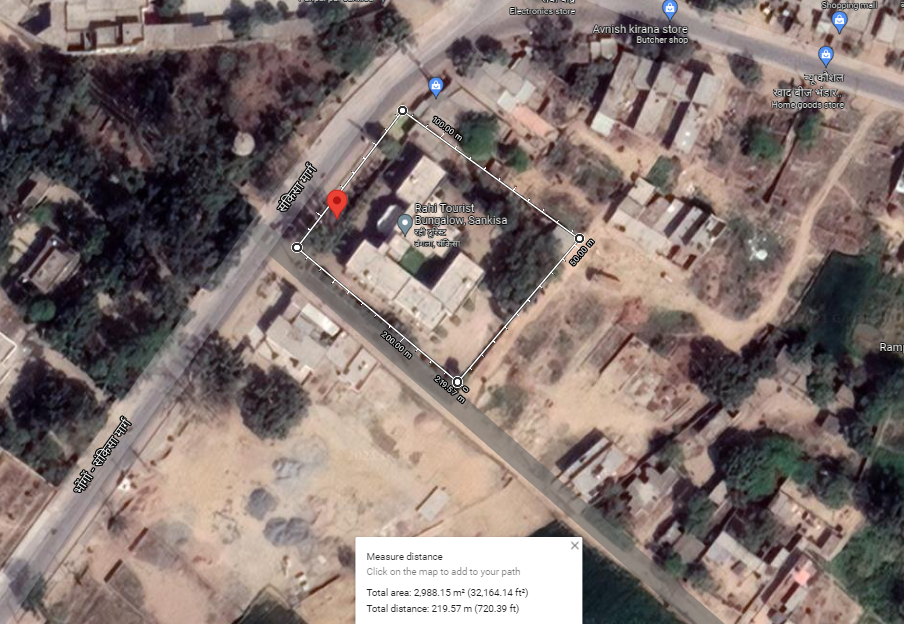 Electronics store
Shopping mall
Avnish kirana store
Butcher shop
न्यू कौशल
खाद बीज भंडार,
Home goods store
100.00 m
संकिसा मार्ग
Rahi Tourist
Bungalow, Sankisa
राही टूरिस्ट
बंगला, संकिसा
50.00 m
200.00 m
219.57 m
भोगाँव - संकिसा मार्ग
Measure distance
Click on the map to add to your path
Total area: 2,988.15 m² (32,164.14 ft²)
Total distance: 219.57 m (720.39 ft)